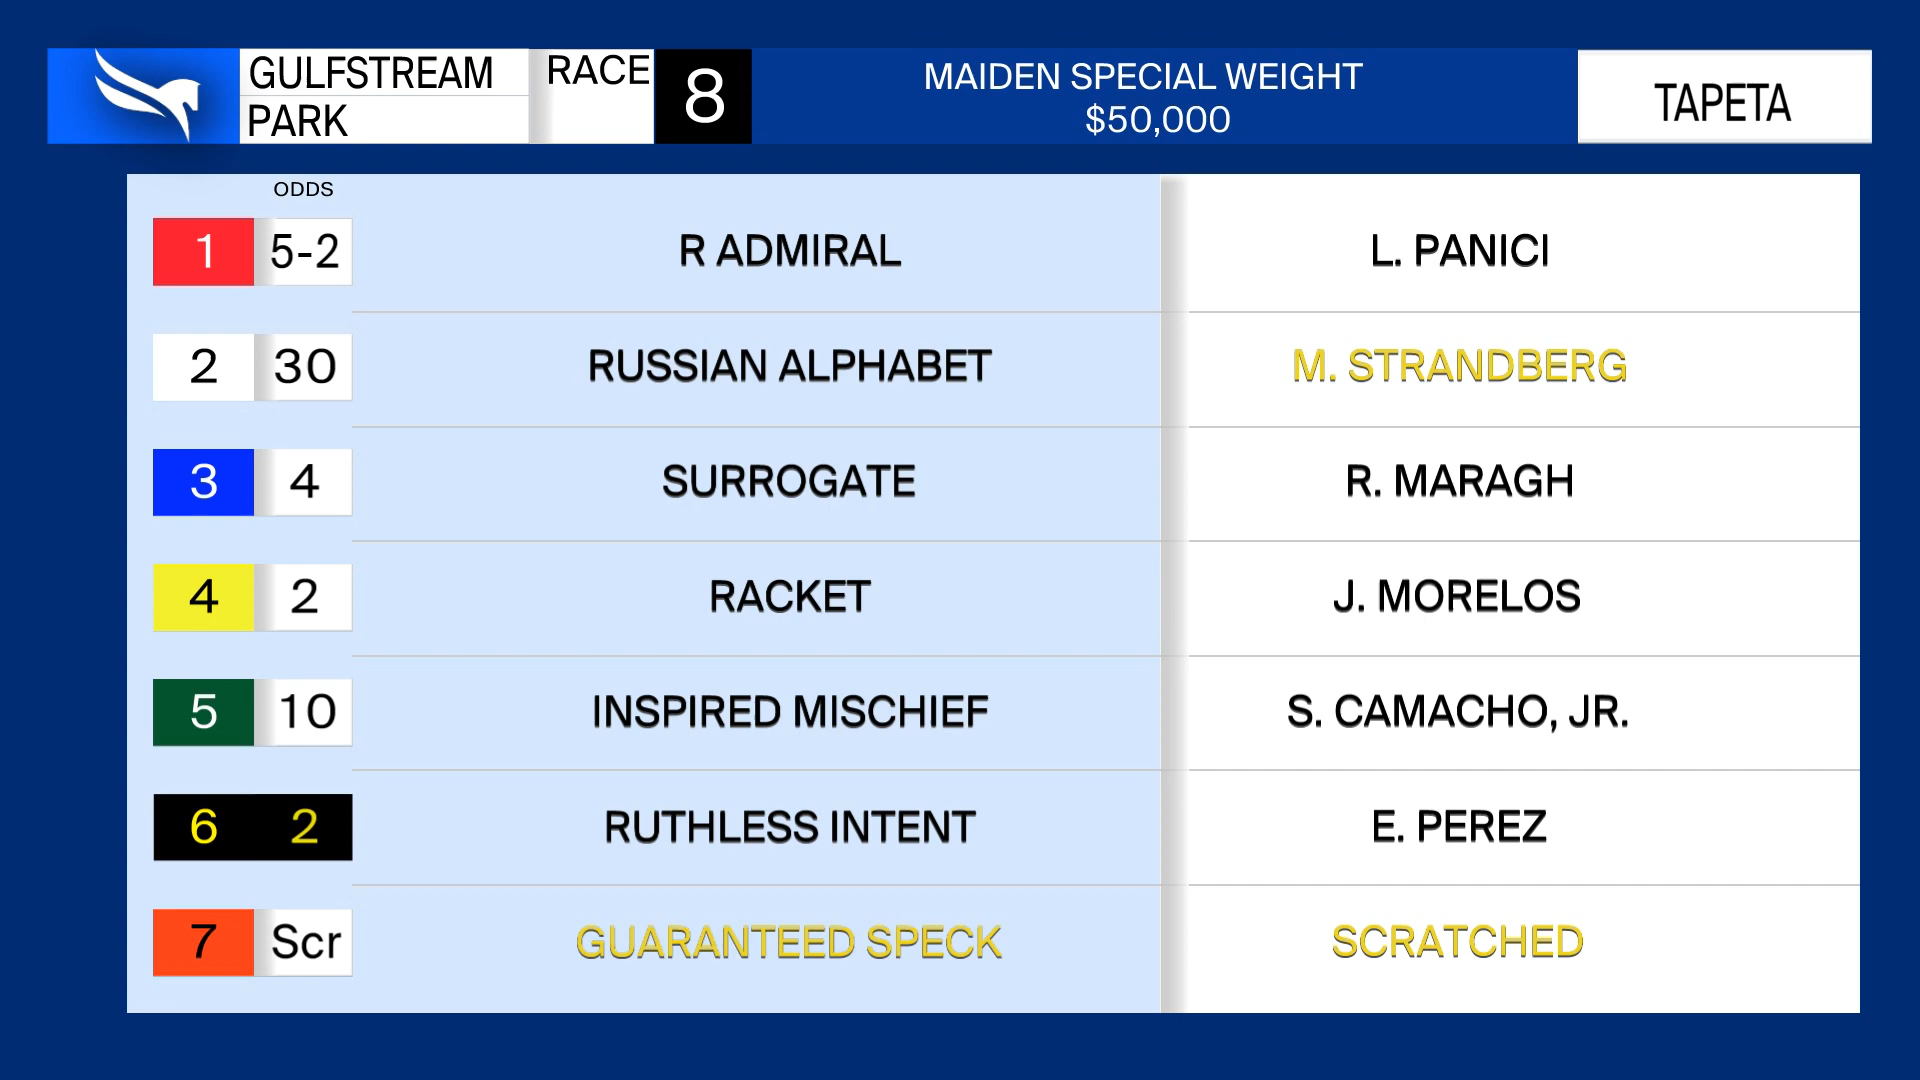 GULFSTREAM
PARK
RACE
8
MAIDEN SPECIAL WEIGHT
$50,000
TAPETA
ODDS
1 5-2 R ADMIRAL L. PANICI
2 30 RUSSIAN ALPHABET M. STRANDBERG
3 4 SURROGATE R. MARAGH
4 2 RACKET J. MORELOS
5 10 INSPIRED MISCHIEF S. CAMACHO, JR.
6 2 RUTHLESS INTENT E. PEREZ
7 Scr GUARANTEED SPECK SCRATCHED